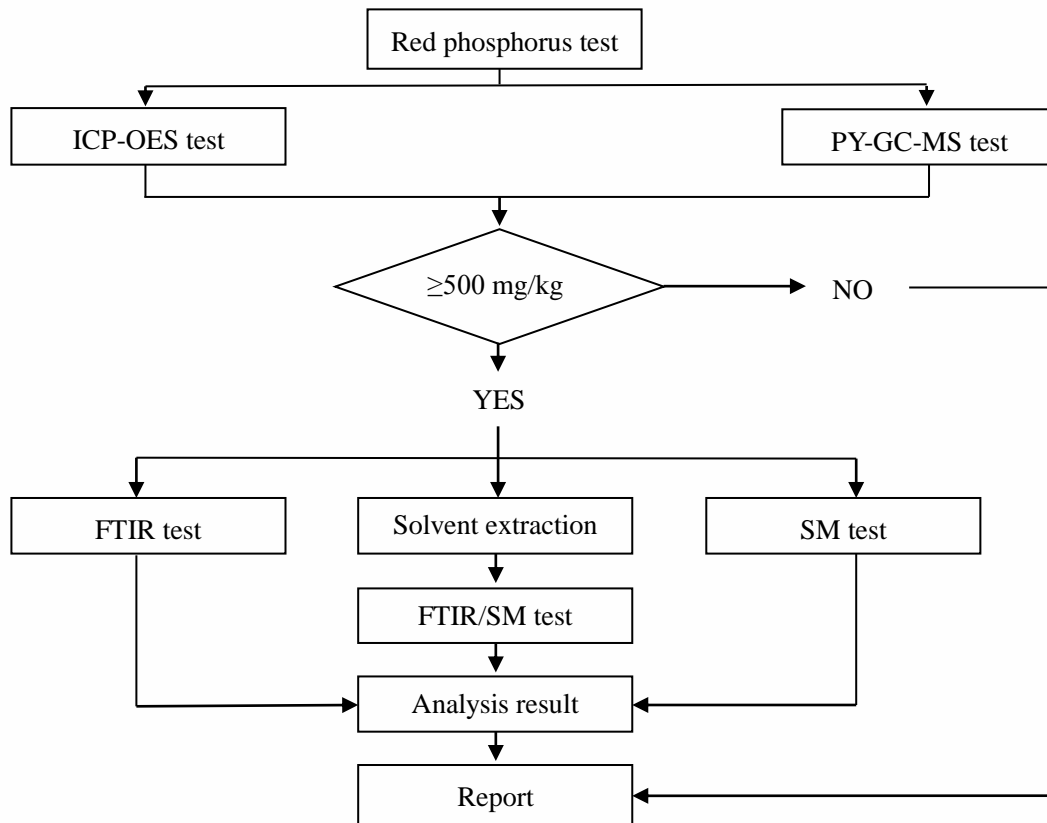 Red phosphorus test
ICP-OES test
PY-GC-MS test
≥500 mg/kg
NO
YES
FTIR test
Solvent extraction
SM test
FTIR/SM test
Analysis result
Report